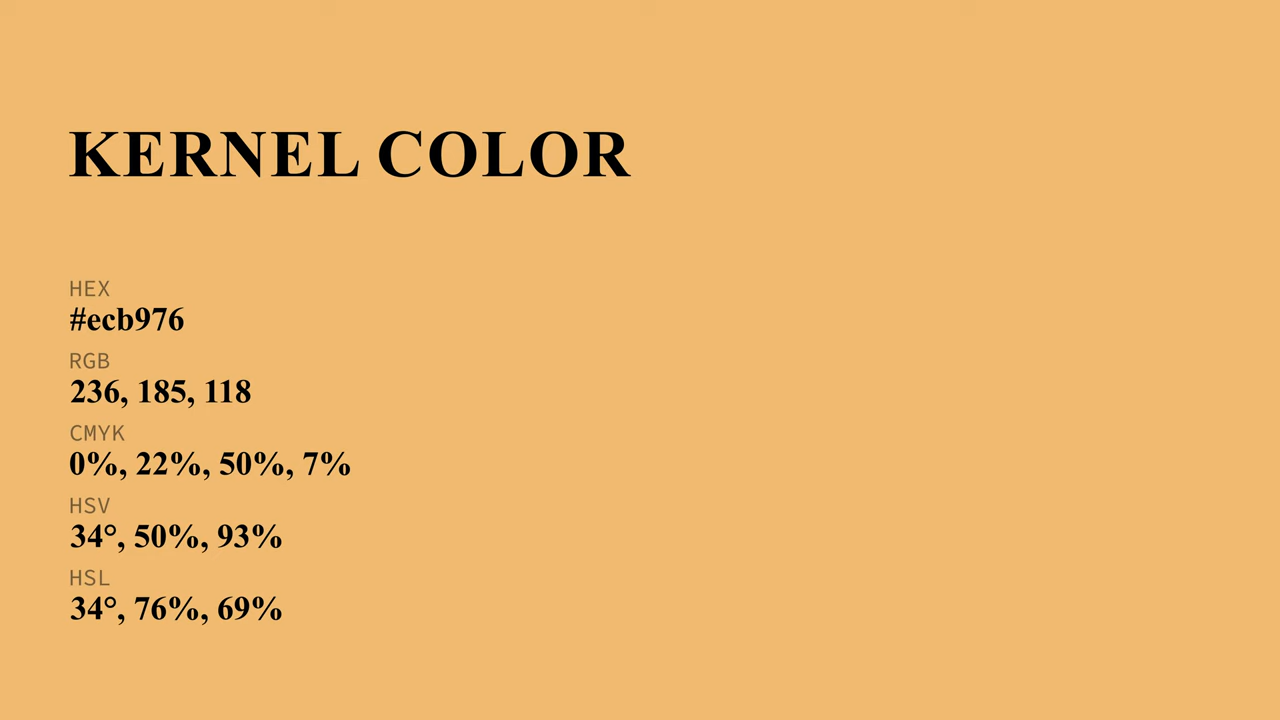 KERNEL COLOR
HEX
#ecb976
RGB
236, 185, 118
CMYK
0%, 22%, 50%, 7%
HSV
34°, 50%, 93%
HSL
34°, 76%, 69%